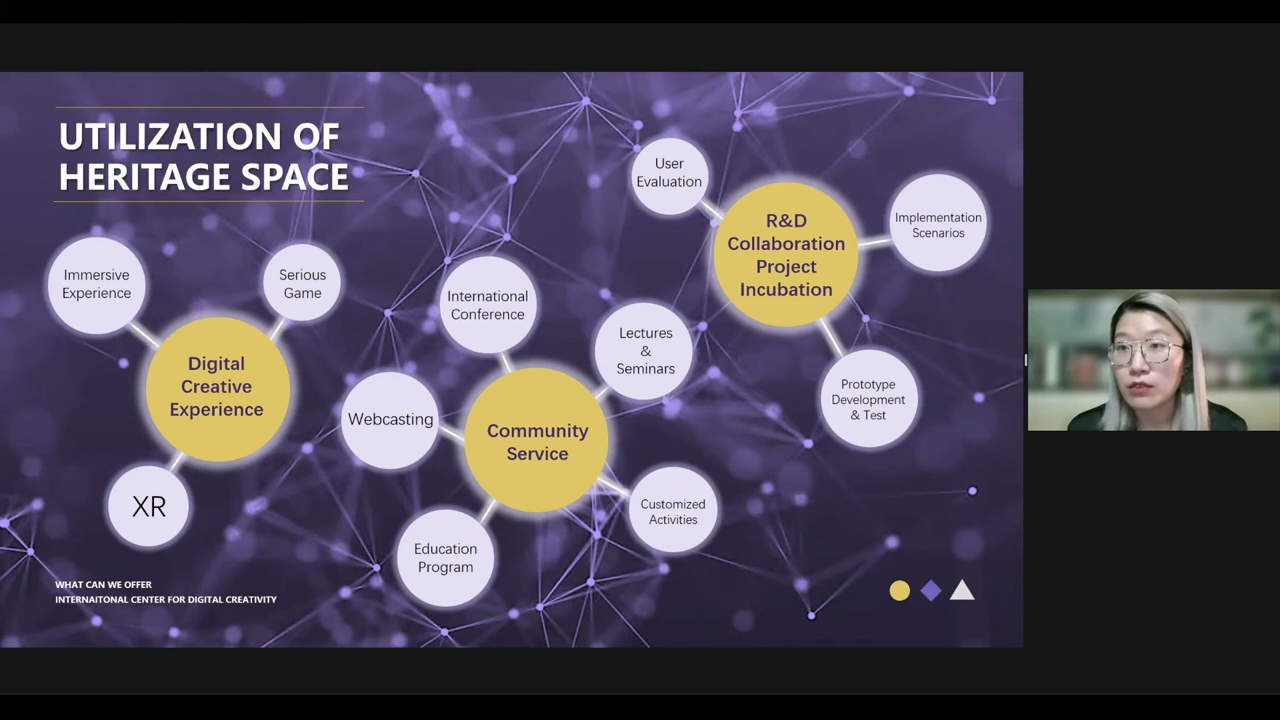 UTILIZATION OF
HERITAGE SPACE
Immersive
Experience
Serious
Game
Digital
Creative
Experience
XR
International
Conference
Lectures
&
Seminars
Webcasting
Community
Service
Education
Program
Customized
Activities
User
Evaluation
R&D
Collaboration
Project
Incubation
Implementation
Scenarios
Prototype
Development
& Test
WHAT CAN WE OFFER
INTERNAITONAL CENTER FOR DIGITAL CREATIVITY